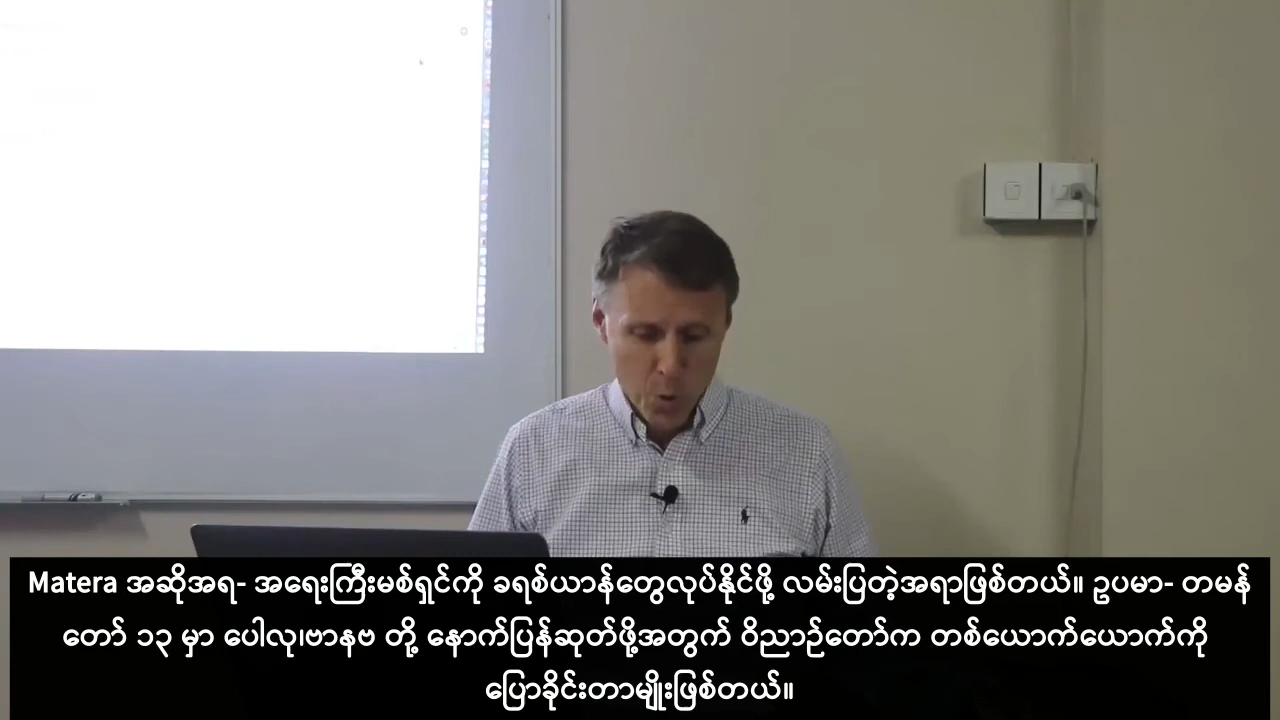 Matera အဆိုအရ- အရေးကြီးမစ်ရှင်ကို ခရစ်ယာန်တွေလုပ်နိုင်ဖို့ လမ်းပြတဲ့အရာဖြစ်တယ်။ ဥပမာ- တမန်
တော် ၁၃ မှာ ပေါလု၊ဗာနဗ တို့ နောက်ပြန်ဆုတ်ဖို့အတွက် ဝိညာဉ်တော်က တစ်ယောက်ယောက်ကို
ပြောခိုင်းတာမျိုးဖြစ်တယ်။